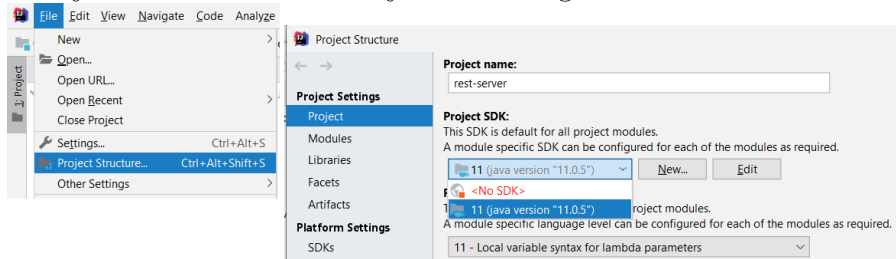 File Edit View Navigate Code Analyze
1: Project
New
Open...
Open URL...
Open Recent
Close Project
Settings... Ctrl+Alt+S
Project Structure... Ctrl+Alt+Shift+S
Other Settings
Project Structure
Project Settings
Project
Modules
Libraries
Facets
Artifacts
Platform Settings
SDKs
Project name:
rest-server
Project SDK:
This SDK is default for all project modules.
A module specific SDK can be configured for each of the modules as required.
11 (java version "11.0.5") New... Edit
<No SDK>
11 (java version "11.0.5")
roject modules.
A module specific language level can be configured for each of the modules as required.
11 - Local variable syntax for lambda parameters